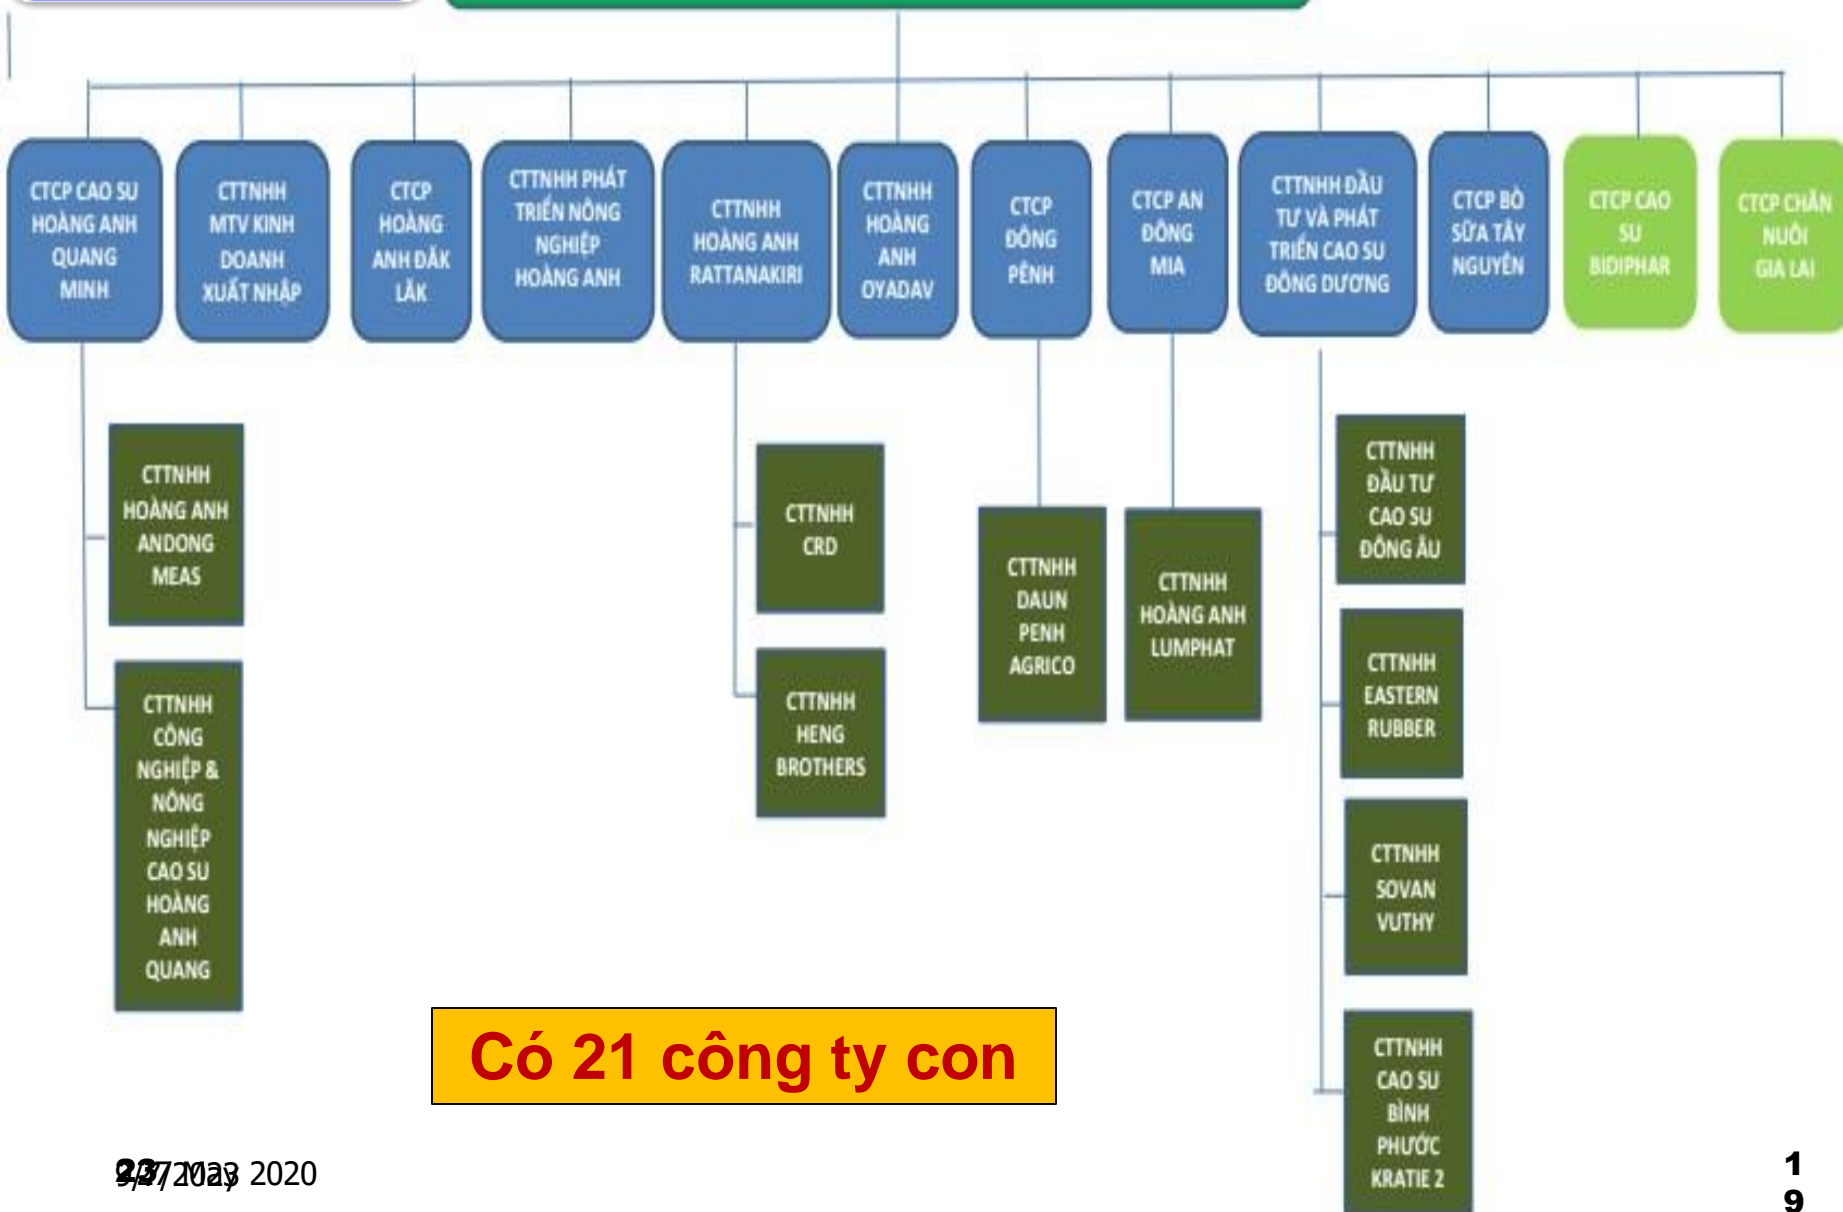 CTCP CAO SU
HOÀNG ANH
QUANG
MINH
CTTNHH
MTV KINH
DOANH
XUẤT NHẬP
CTCP
HOÀNG
ANH ĐĂK
LĂK
CTTNHH PHÁT
TRIỂN NÔNG
NGHIỆP
HOÀNG ANH
CTTNHH
HOÀNG ANH
RATTANAKIRI
CTTNHH
HOÀNG
ANH
OYADAV
CTCP
ĐÔNG
PÊNH
CTCP AN
ĐÔNG
MIA
CTTNHH ĐẦU
TƯ VÀ PHÁT
TRIỂN CAO SU
ĐÔNG DƯƠNG
CTCP BÒ
SỮA TÂY
NGUYÊN
CTCP CAO
SU
BIDIPHAR
CTCP CHĂN
NUÔI
GIA LAI
CTTNHH
HOÀNG ANH
ANDONG
MEAS
CTTNHH
CÔNG
NGHIỆP &
NÔNG
NGHIỆP
CAO SU
HOÀNG
ANH
QUANG
CTTNHH
CRD
CTTNHH
HENG
BROTHERS
CTTNHH
DAUN
PENH
AGRICO
CTTNHH
HOÀNG ANH
LUMPHAT
CTTNHH
ĐẦU TƯ
CAO SU
ĐÔNG ÂU
CTTNHH
EASTERN
RUBBER
CTTNHH
SOVAN
VUTHY
CTTNHH
CAO SU
BÌNH
PHƯỚC
KRATIE 2
Có 21 công ty con
May 2020
1
9